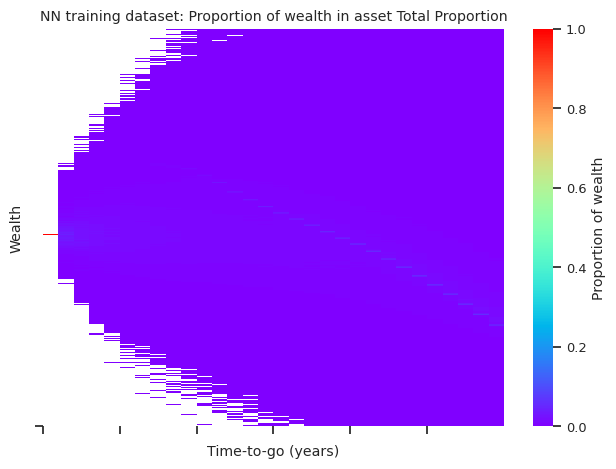 NN training dataset: Proportion of wealth in asset Total Proportion
Wealth
Time-to-go (years)
1.0
0.8
0.6
0.4
0.2
0.0
Proportion of wealth